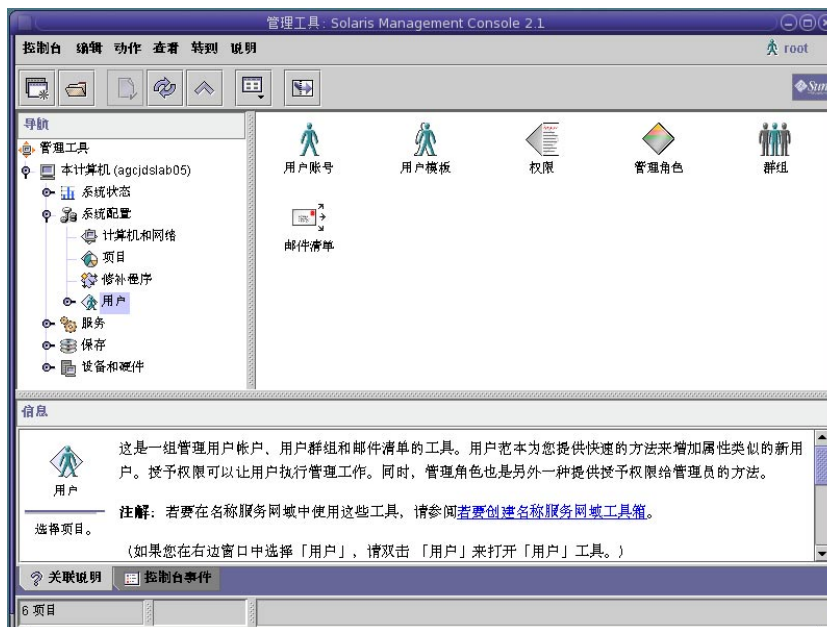 管理工具: Solaris Management Console 2.1
控制台 编辑 动作 查看 转到 说明
root
Sun
导航
管理工具
本计算机 (agcjdslab05)
系统状态
系统配置
计算机和网络
项目
修补程序
用户
服务
保存
设备和硬件
用户账号
用户模板
权限
管理角色
群组
邮件清单
信息
用户
选择项目。
这是一组管理用户帐户、用户群组和邮件清单的工具。用户范本为您提供快速的方法来增加属性类似的新用
户。授予权限可以让用户执行管理工作。同时，管理角色也是另外一种提供授予权限给管理员的方法。
注解: 若要在名称服务网域中使用这些工具，请参阅若要创建名称服务网域工具箱。
(如果您在右边窗口中选择「用户」，请双击 「用户」来打开「用户」工具。)
关联说明
控制台事件
6 项目